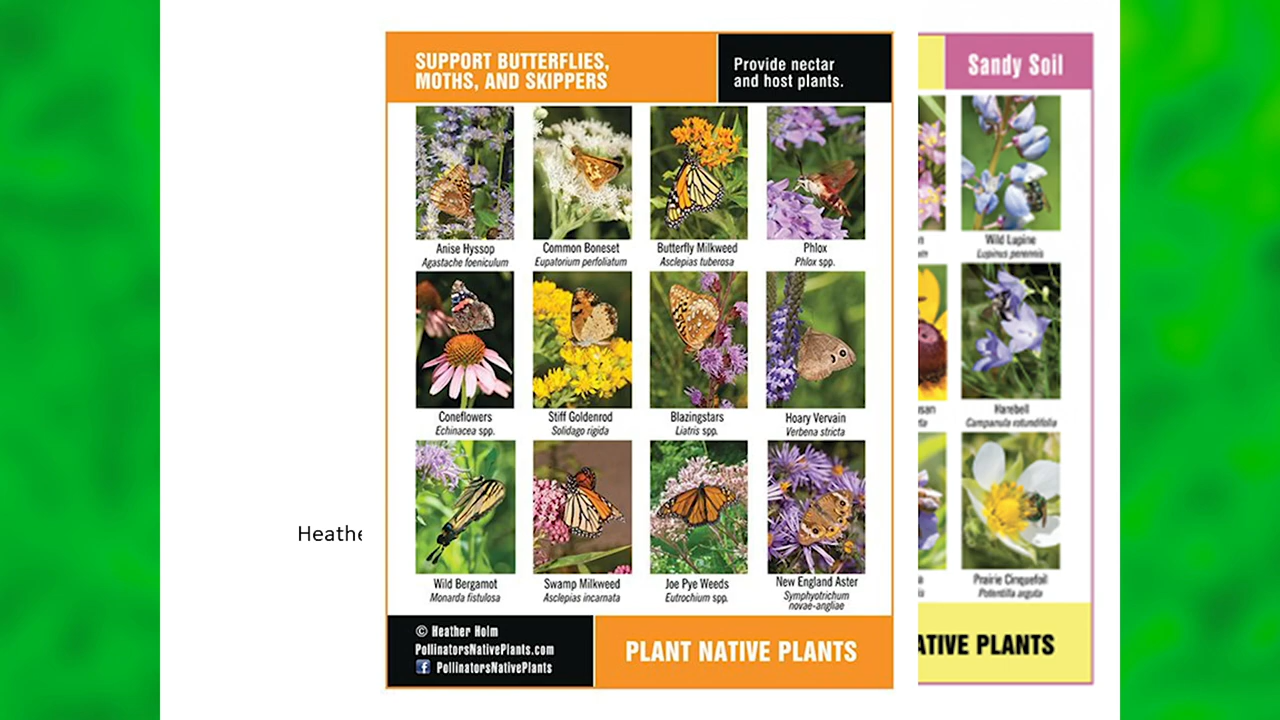 SUPPORT BUTTERFLIES,
MOTHS, AND SKIPPERS
Provide nectar
and host plants.
Anise Hyssop
Agastache foeniculum
Common Boneset
Eupatorium perfoliatum
Butterfly Milkweed
Asclepias tuberosa
Phlox
Phlox spp.
Coneflowers
Echinacea spp.
Stiff Goldenrod
Solidago rigida
Blazingstars
Liatris spp.
Hoary Vervain
Verbena stricta
Wild Bergamot
Monarda fistulosa
Swamp Milkweed
Asclepias incarnata
Joe Pye Weeds
Eutrochium spp.
New England Aster
Symphyotrichum
novae-angliae
© Heather Holm
PollinatorsNativePlants.com
PollinatorsNativePlants
PLANT NATIVE PLANTS
Heathe
Sandy Soil
Wild Lupine
Lupinus perennis
Harebell
Campanula rotundifolia
Prairie Cinquefoil
Potentilla arguta
ATIVE PLANTS